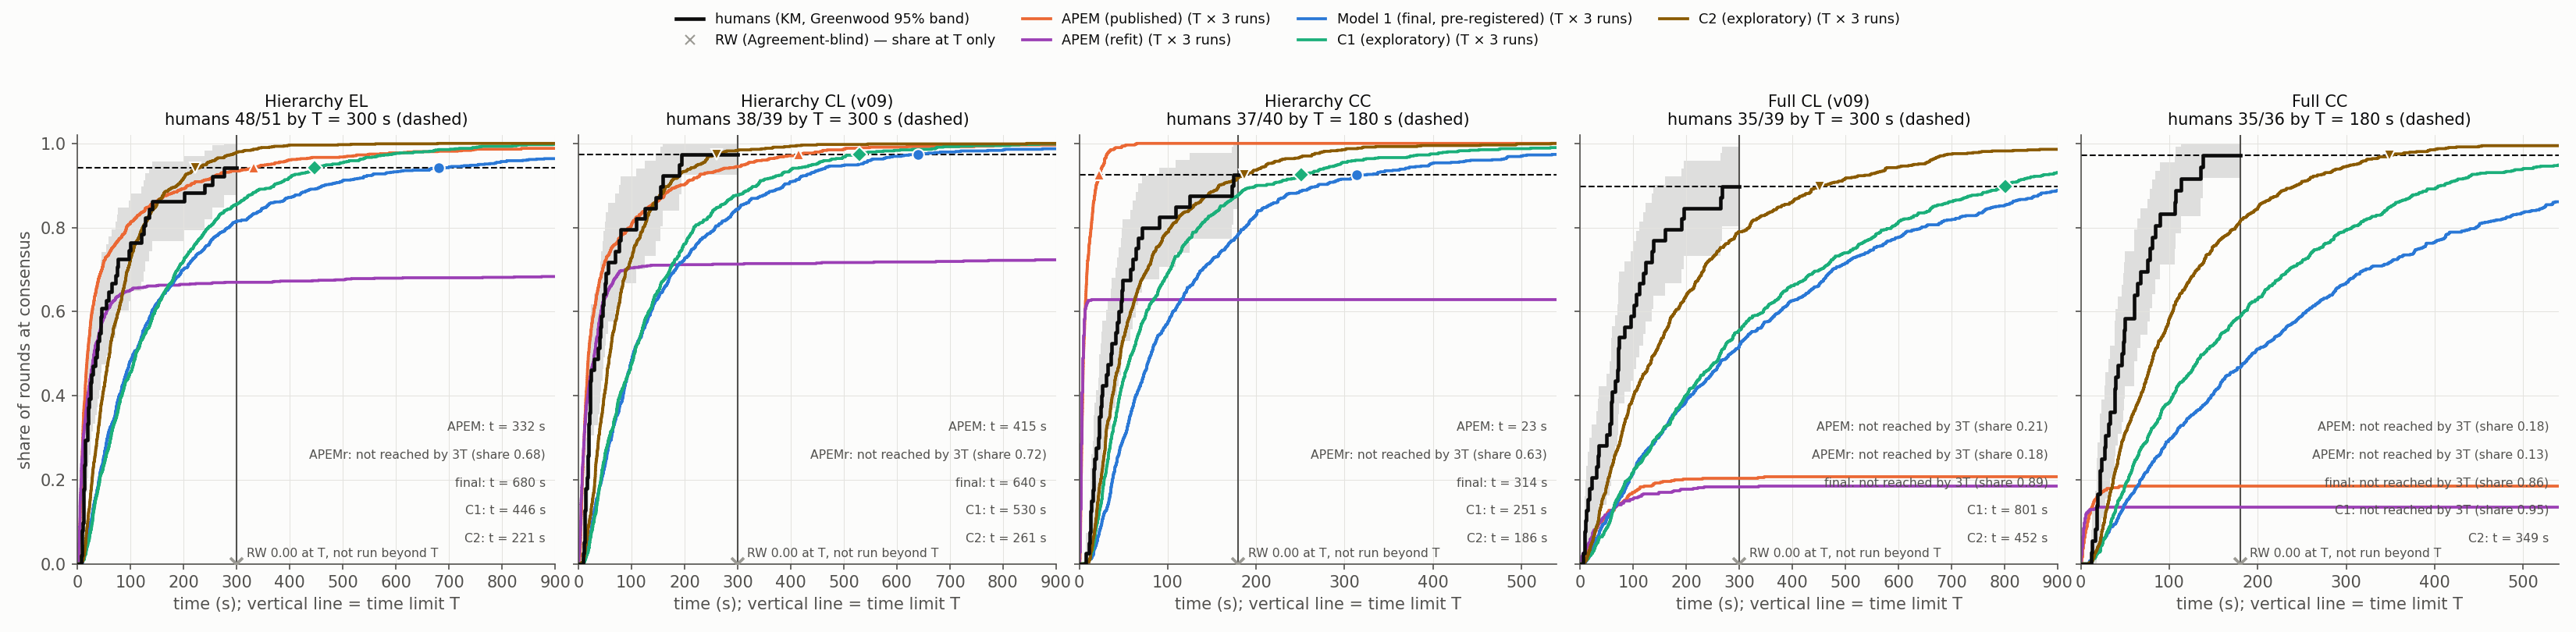 humans (KM, Greenwood 95% band)
RW (Agreement-blind) — share at T only
APEM (published) (T × 3 runs)
APEM (refit) (T × 3 runs)
Model 1 (final, pre-registered) (T × 3 runs)
C1 (exploratory) (T × 3 runs)
C2 (exploratory) (T × 3 runs)
Hierarchy EL
humans 48/51 by T = 300 s (dashed)
share of rounds at consensus
1.0
0.8
0.6
0.4
0.2
0.0
APEM: t = 332 s
APEMr: not reached by 3T (share 0.68)
final: t = 680 s
C1: t = 446 s
C2: t = 221 s
RW 0.00 at T, not run beyond T
0 100 200 300 400 500 600 700 800 900
time (s); vertical line = time limit T
Hierarchy CL (v09)
humans 38/39 by T = 300 s (dashed)
APEM: t = 415 s
APEMr: not reached by 3T (share 0.72)
final: t = 640 s
C1: t = 530 s
C2: t = 261 s
RW 0.00 at T, not run beyond T
0 100 200 300 400 500 600 700 800 900
time (s); vertical line = time limit T
Hierarchy CC
humans 37/40 by T = 180 s (dashed)
APEM: t = 23 s
APEMr: not reached by 3T (share 0.63)
final: t = 314 s
C1: t = 251 s
C2: t = 186 s
RW 0.00 at T, not run beyond T
0 100 200 300 400 500
time (s); vertical line = time limit T
Full CL (v09)
humans 35/39 by T = 300 s (dashed)
APEM: not reached by 3T (share 0.21)
APEMr: not reached by 3T (share 0.18)
final: not reached by 3T (share 0.89)
C1: t = 801 s
C2: t = 452 s
RW 0.00 at T, not run beyond T
0 100 200 300 400 500 600 700 800 900
time (s); vertical line = time limit T
Full CC
humans 35/36 by T = 180 s (dashed)
APEM: not reached by 3T (share 0.18)
APEMr: not reached by 3T (share 0.13)
final: not reached by 3T (share 0.86)
C1: not reached by 3T (share 0.95)
C2: t = 349 s
RW 0.00 at T, not run beyond T
0 100 200 300 400 500
time (s); vertical line = time limit T